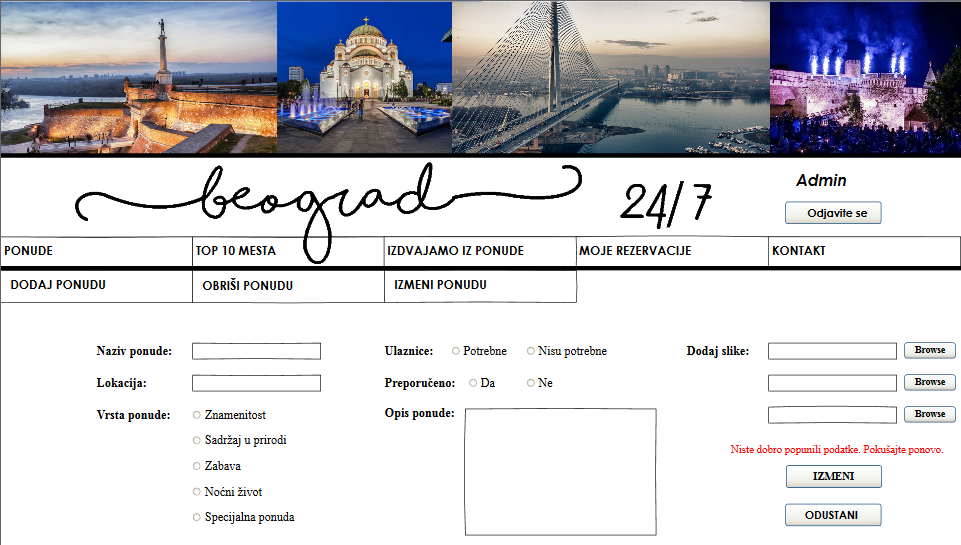 beograd 24/7
Admin
Odjavite se
PONUDE TOP 10 MESTA IZDVAJAMO IZ PONUDE MOJE REZERVACIJE KONTAKT
DODAJ PONUDU OBRIŠI PONUDU IZMENI PONUDU
Naziv ponude: Ulaznice: Potrebne Nisu potrebne Dodaj slike: Browse
Lokacija: Preporučeno: Da Ne Browse
Vrsta ponude: Znamenitost Opis ponude: Browse
Sadržaj u prirodi
Niste dobro popunili podatke. Pokušajte ponovo.
Zabava
IZMENI
Noćni život
Specijalna ponuda
ODUSTANI